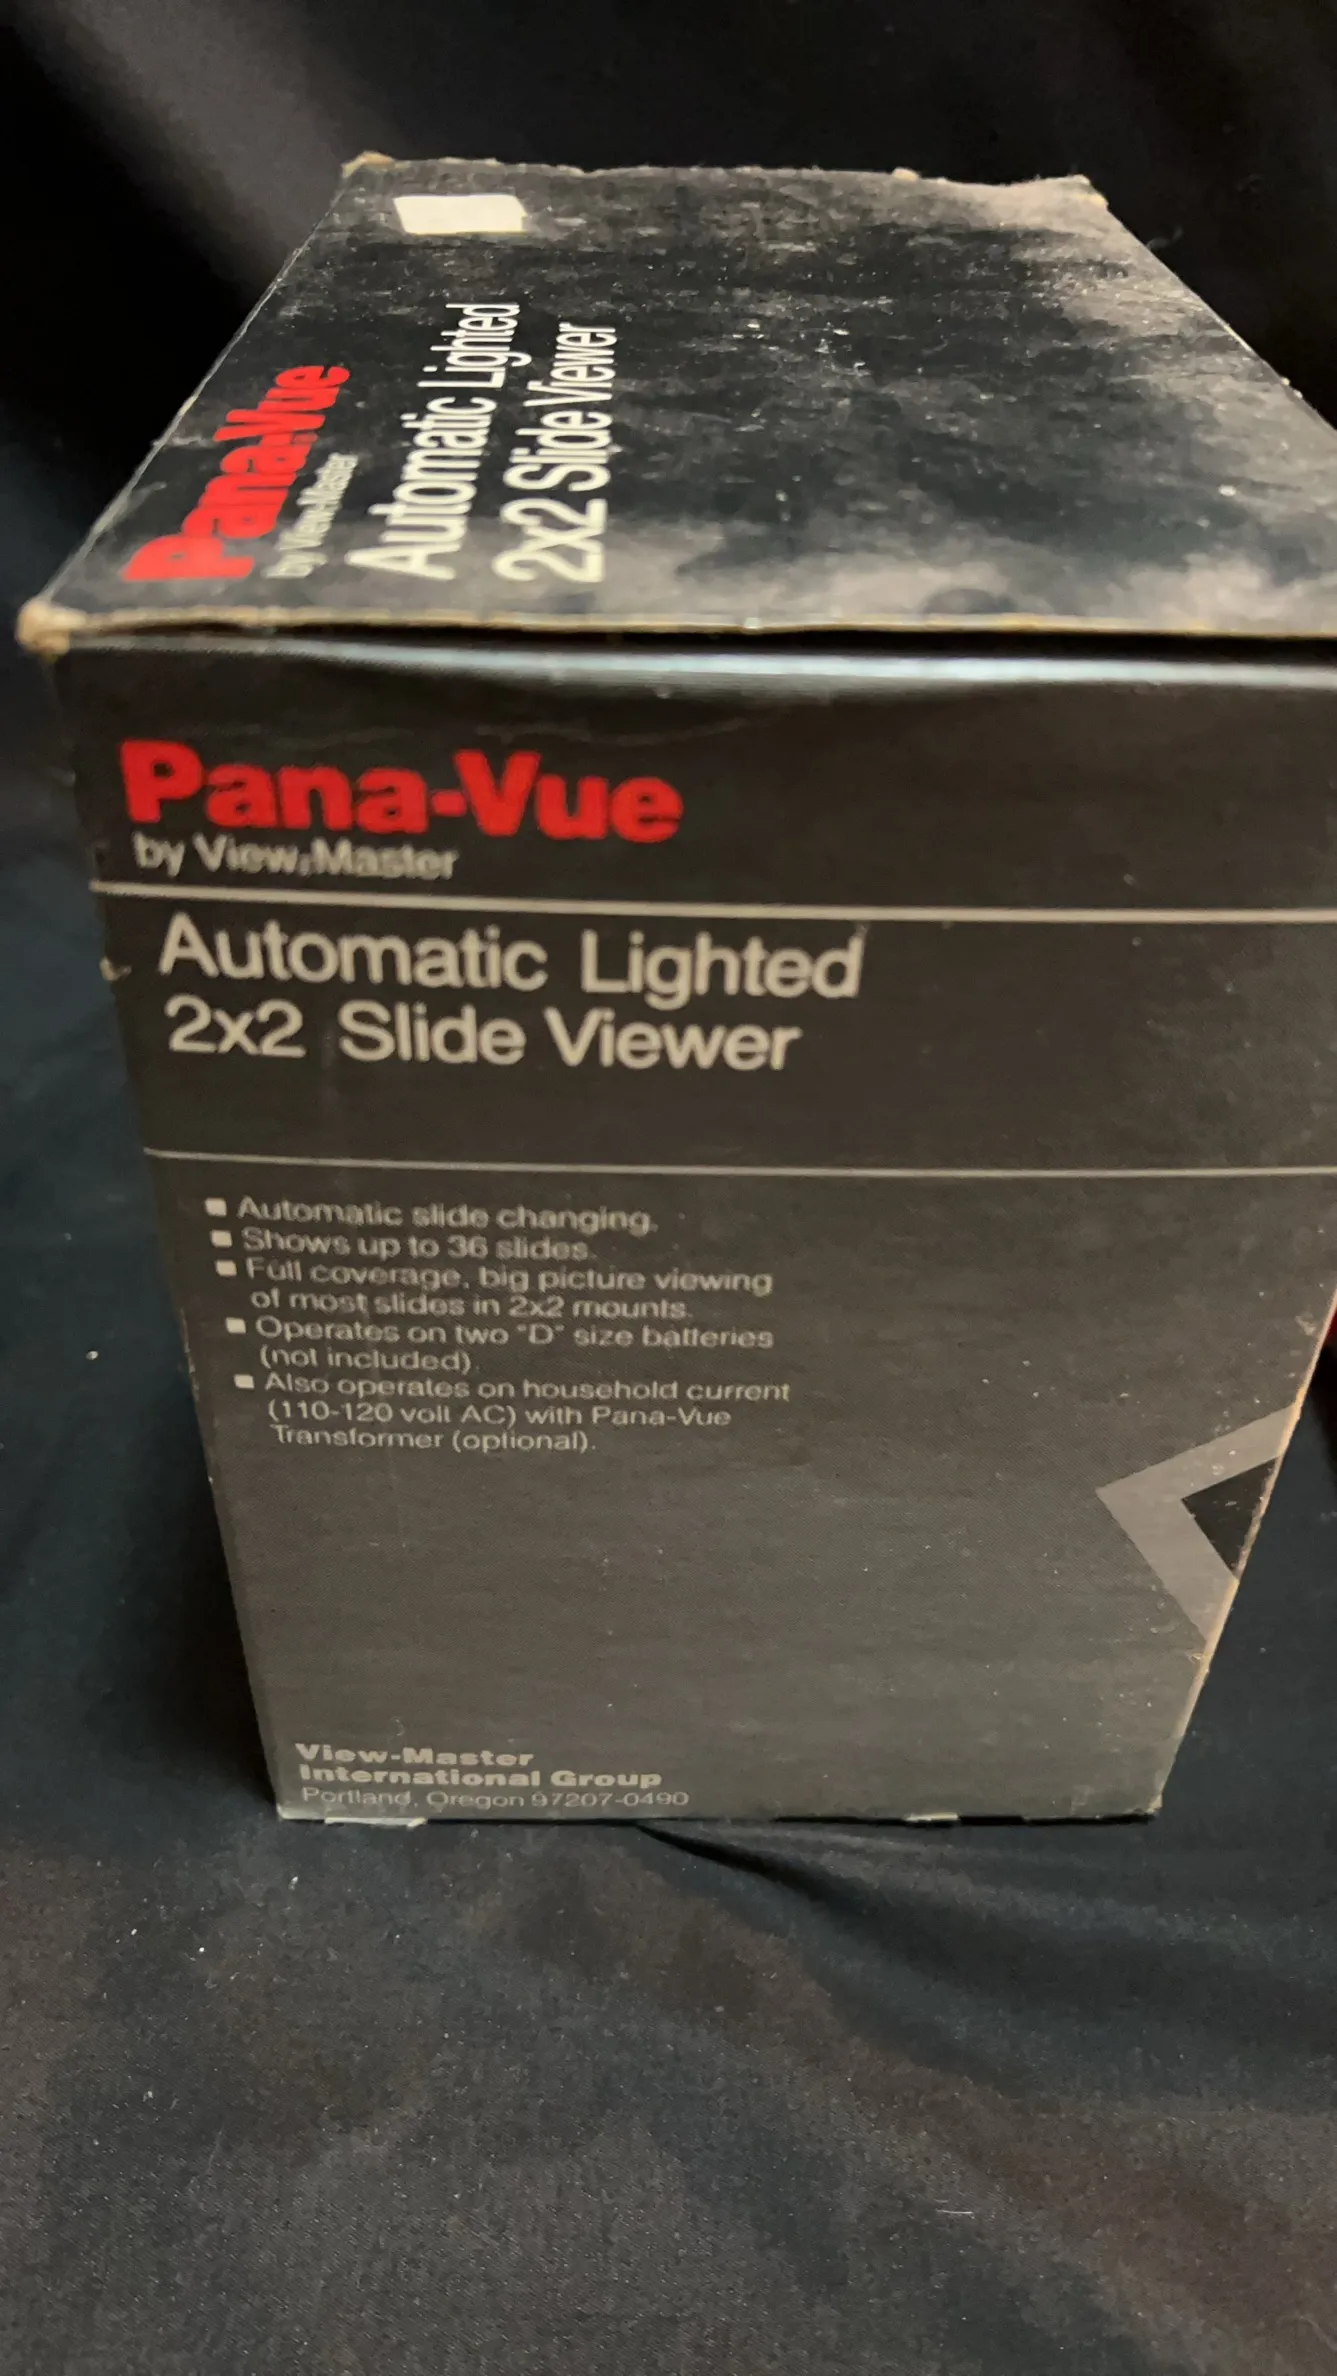 Pana-Vue
by View-Master
Automatic Lighted
2x2 Slide Viewer
Pana-Vue
by View-Master
Automatic Lighted
2x2 Slide Viewer
■ Automatic slide changing.
■ Shows up to 36 slides.
■ Full coverage, big picture viewing
of most slides in 2x2 mounts.
■ Operates on two "D" size batteries
(not included).
■ Also operates on household current
(110-120 volt AC) with Pana-Vue
Transformer (optional).
View-Master
International Group
Portland, Oregon 97207-0490